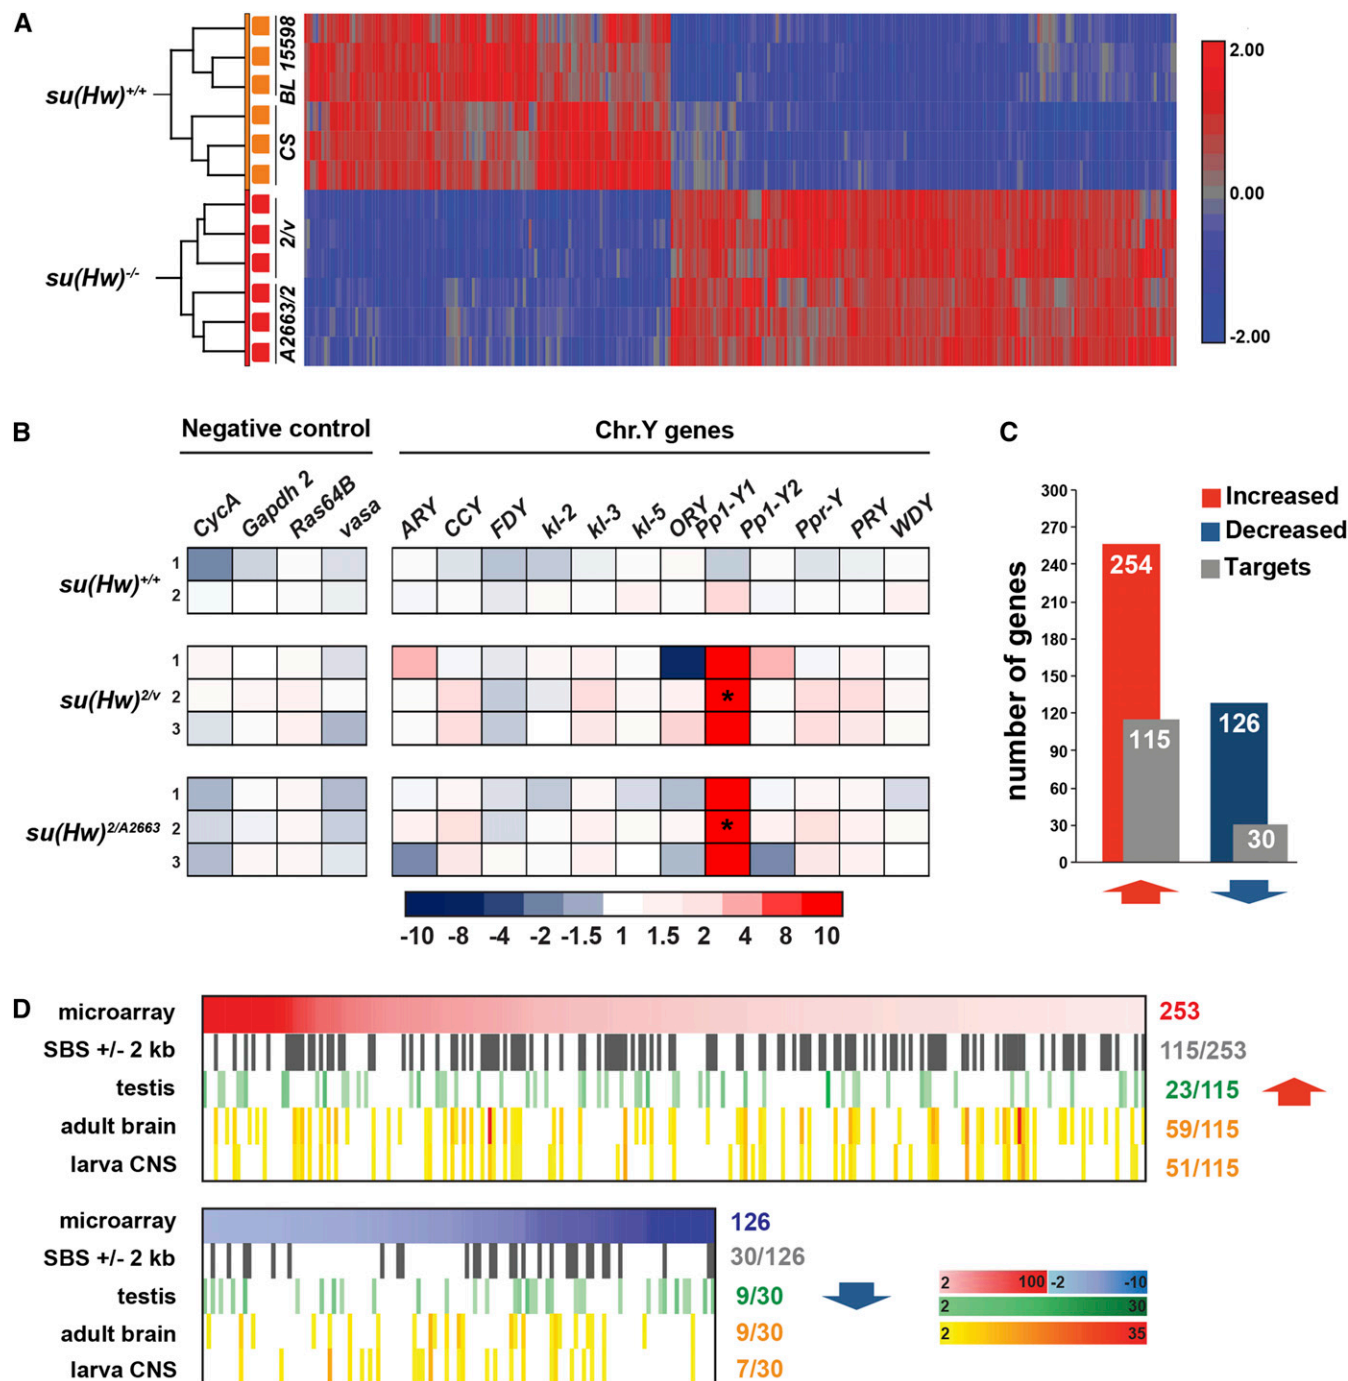 A
su(Hw)+/+
BL 15598
CS
su(Hw)-/-
2/v
A2663/2
2.00
0.00
-2.00
B
Negative control
Chr.Y genes
CycA
Gapdh 2
Ras64B
vasa
ARY
CCY
FDY
kl-2
kl-3
kl-5
ORY
Pp1-Y1
Pp1-Y2
Ppr-Y
PRY
WDY
su(Hw)+/+
1
2
su(Hw)2/v
1
2
*
3
su(Hw)2/A2663
1
2
*
3
-10 -8 -4 -2 -1.5 1 1.5 2 4 8 10
C
number of genes
300
270
240
210
180
150
120
90
60
30
0
254
115
126
30
Increased
Decreased
Targets
D
microarray 253
SBS +/- 2 kb 115/253
testis 23/115
adult brain 59/115
larva CNS 51/115
microarray 126
SBS +/- 2 kb 30/126
testis 9/30
adult brain 9/30
larva CNS 7/30
2 100 -2 -10
2 30
2 35